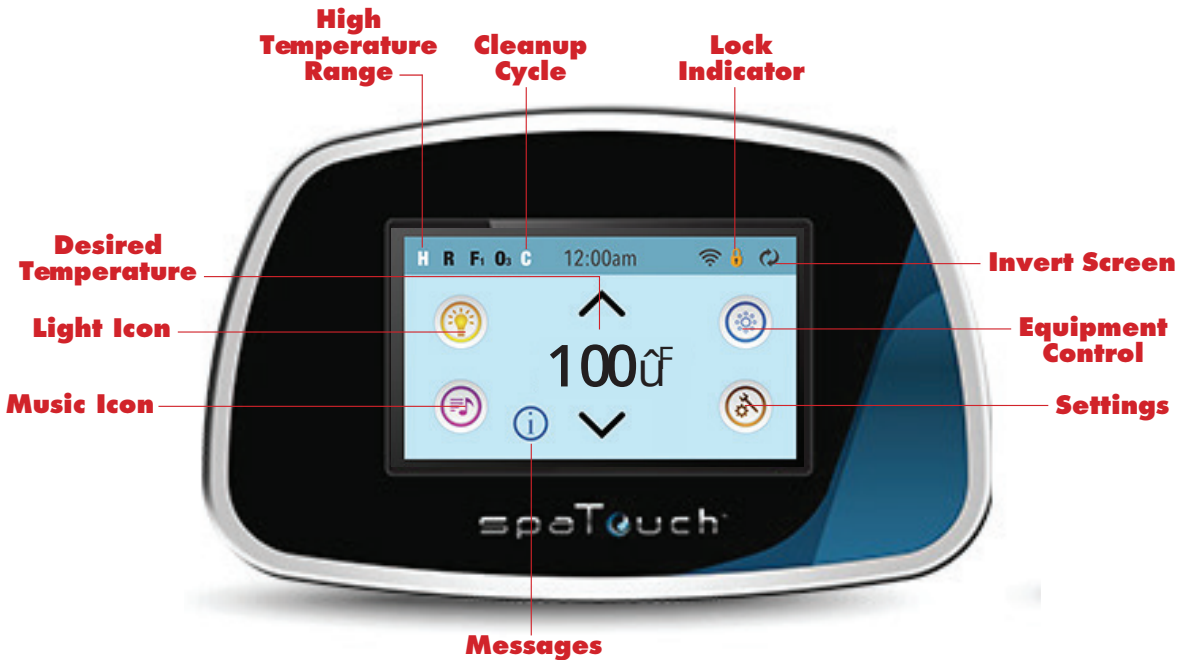 High
Temperature
Range
Cleanup
Cycle
Lock
Indicator
Desired
Temperature
Light Icon
Music Icon
H R F1 O3 C 12:00am
100ûF
i
spaTouch
Invert Screen
Equipment
Control
Settings
Messages